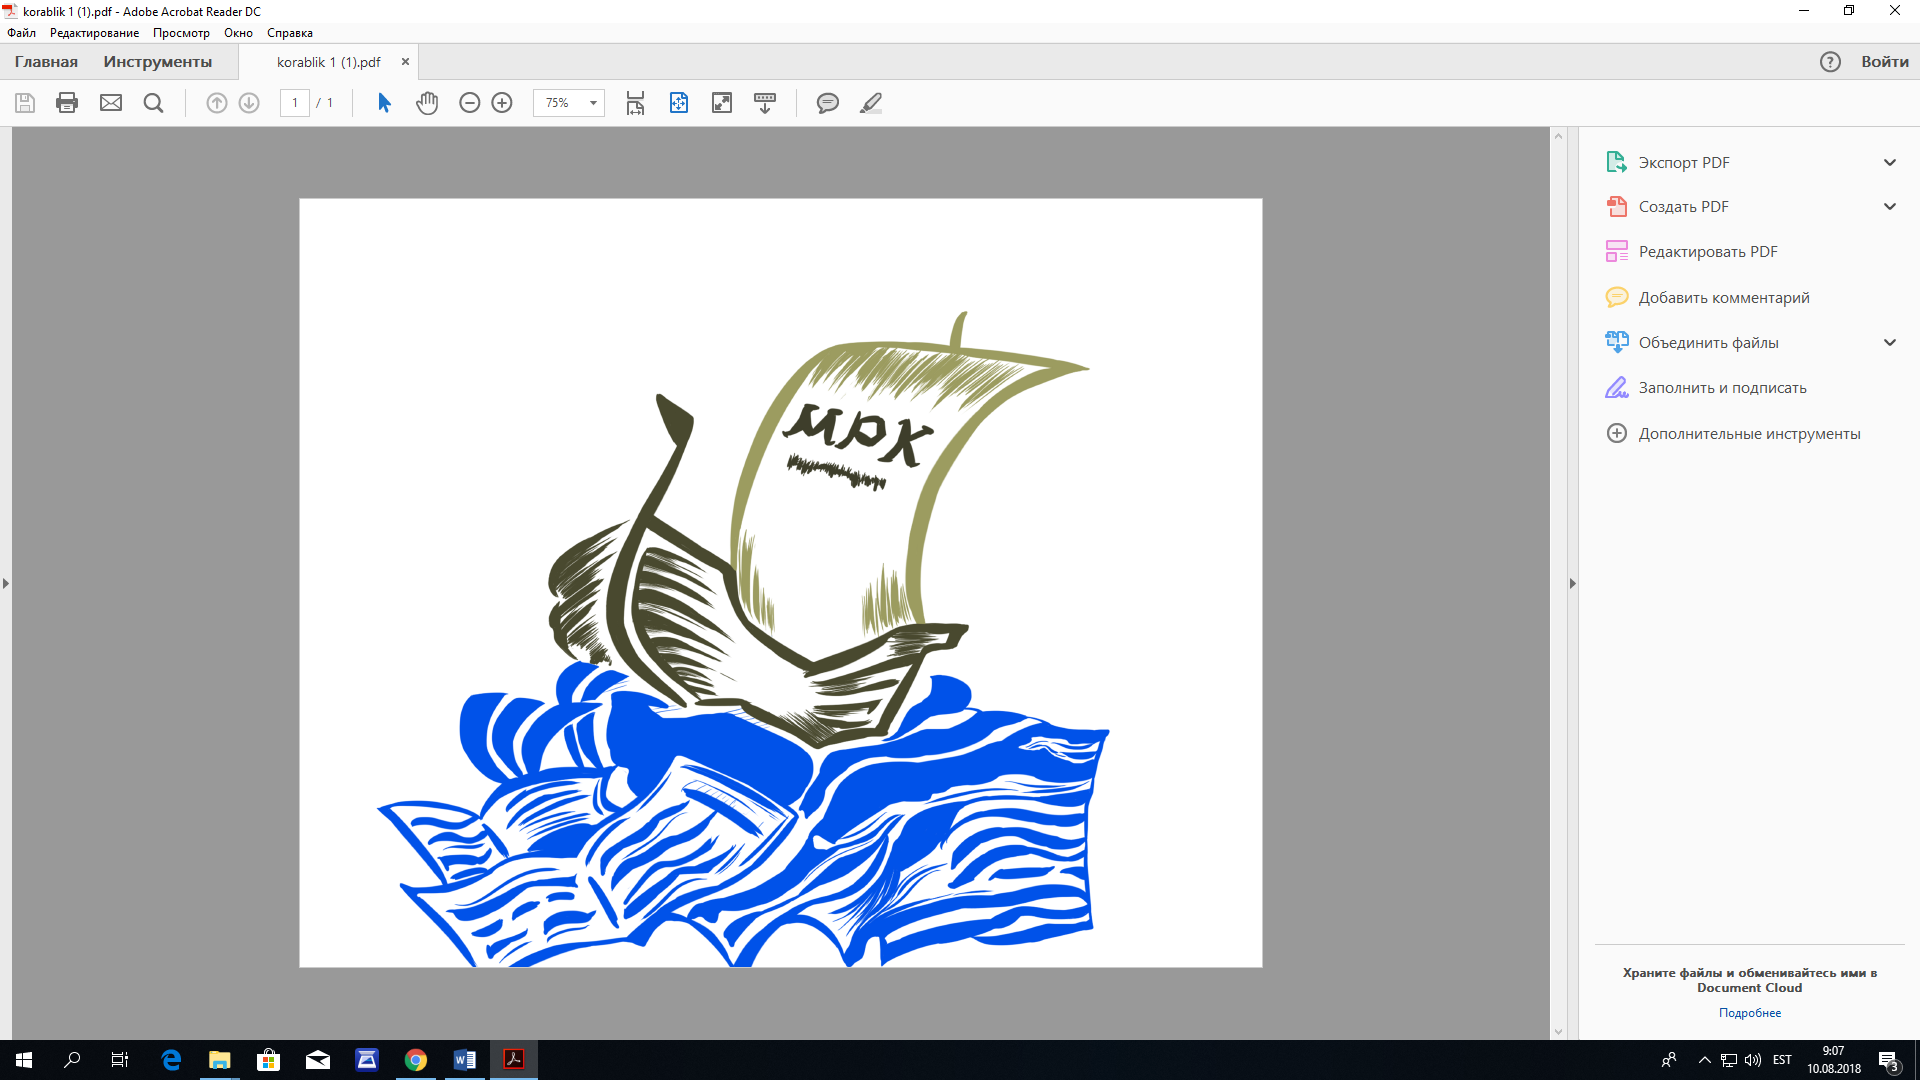 korablik 1 (1).pdf - Adobe Acrobat Reader DC
Файл Редактирование Просмотр Окно Справка
Главная Инструменты korablik 1 (1).pdf Войти
1 / 1 75%
Экспорт PDF
Создать PDF
Редактировать PDF
Добавить комментарий
Объединить файлы
Заполнить и подписать
Дополнительные инструменты
МРК
Храните файлы и обменивайтесь ими в
Document Cloud
Подробнее
EST
9:07
10.08.2018
3